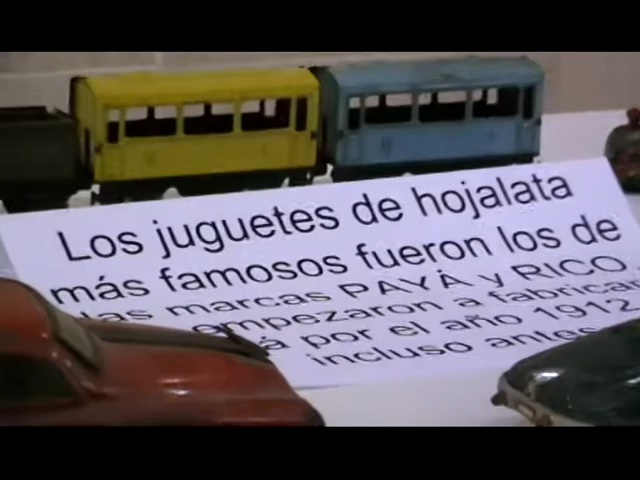 Los juguetes de hojalata
más famosos fueron los de
las marcas PAYÀ y RICO,
empezaron a fabricar
por el año 1912
incluso antes